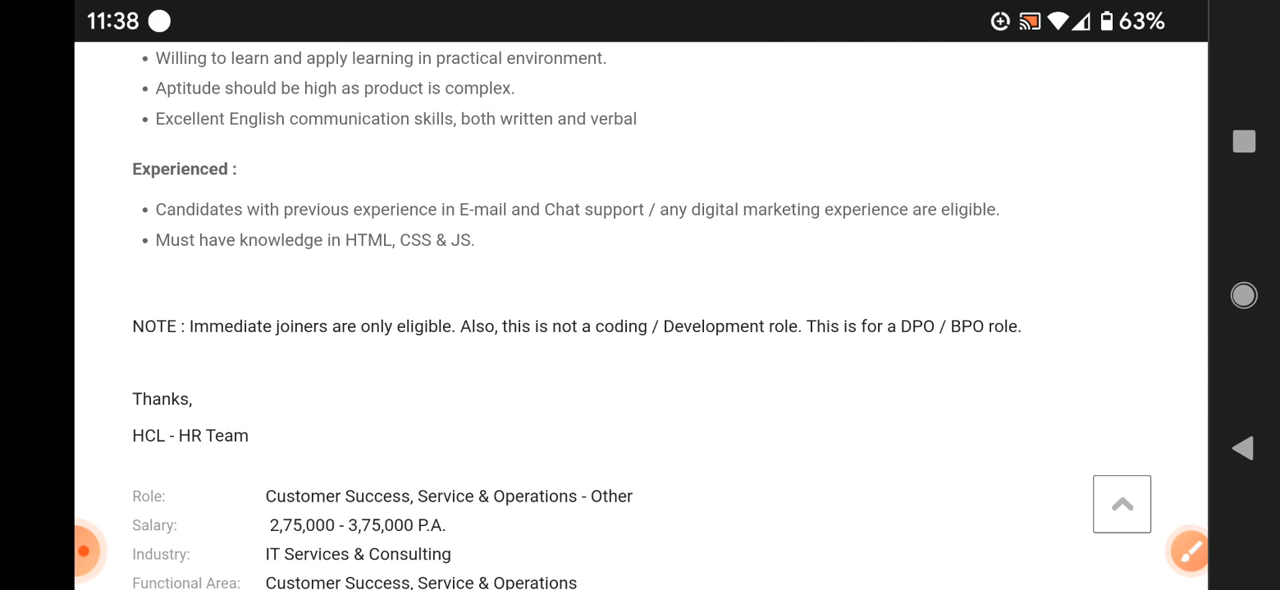 11:38 63%
• Willing to learn and apply learning in practical environment.
• Aptitude should be high as product is complex.
• Excellent English communication skills, both written and verbal
Experienced :
• Candidates with previous experience in E-mail and Chat support / any digital marketing experience are eligible.
• Must have knowledge in HTML, CSS & JS.
NOTE : Immediate joiners are only eligible. Also, this is not a coding / Development role. This is for a DPO / BPO role.
Thanks,
HCL - HR Team
Role: Customer Success, Service & Operations - Other
Salary: 2,75,000 - 3,75,000 P.A.
Industry: IT Services & Consulting
Functional Area: Customer Success, Service & Operations